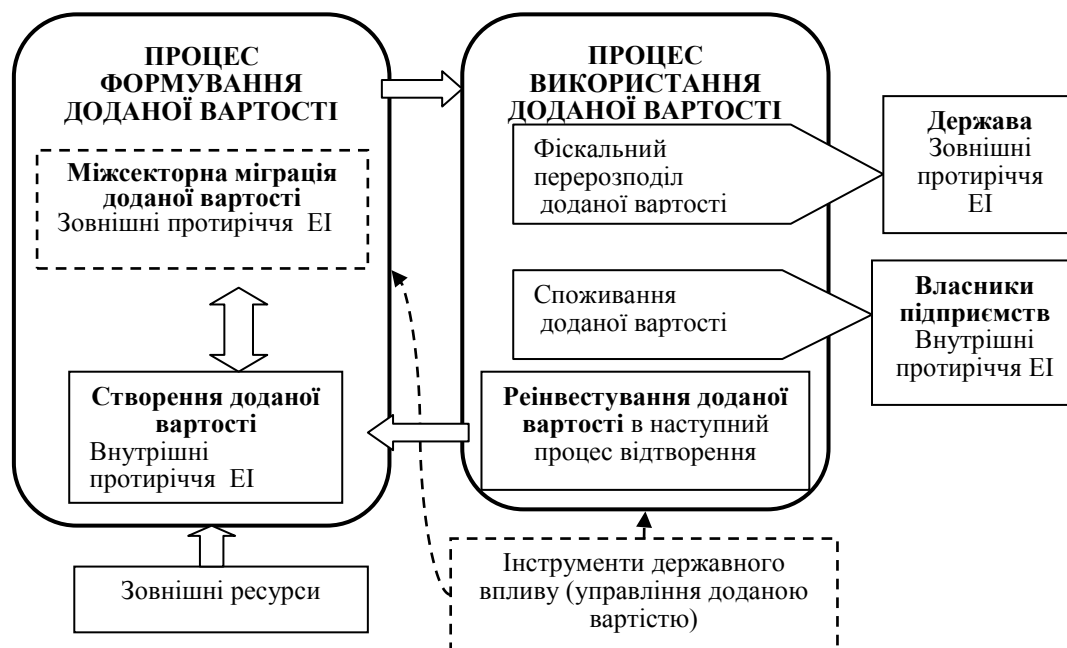 ПРОЦЕС
ФОРМУВАННЯ
ДОДАНОЇ ВАРТОСТІ
Міжсекторна міграція
доданої вартості
Зовнішні протиріччя ЕІ
Створення доданої
вартості
Внутрішні
протиріччя ЕІ
Зовнішні ресурси
ПРОЦЕС
ВИКОРИСТАННЯ
ДОДАНОЇ ВАРТОСТІ
Фіскальний
перерозподіл
доданої вартості
Споживання
доданої вартості
Реінвестування доданої
вартості в наступний
процес відтворення
Інструменти державного
впливу (управління доданою
вартістю)
Держава
Зовнішні
протиріччя
ЕІ
Власники
підприємств
Внутрішні
протиріччя ЕІ